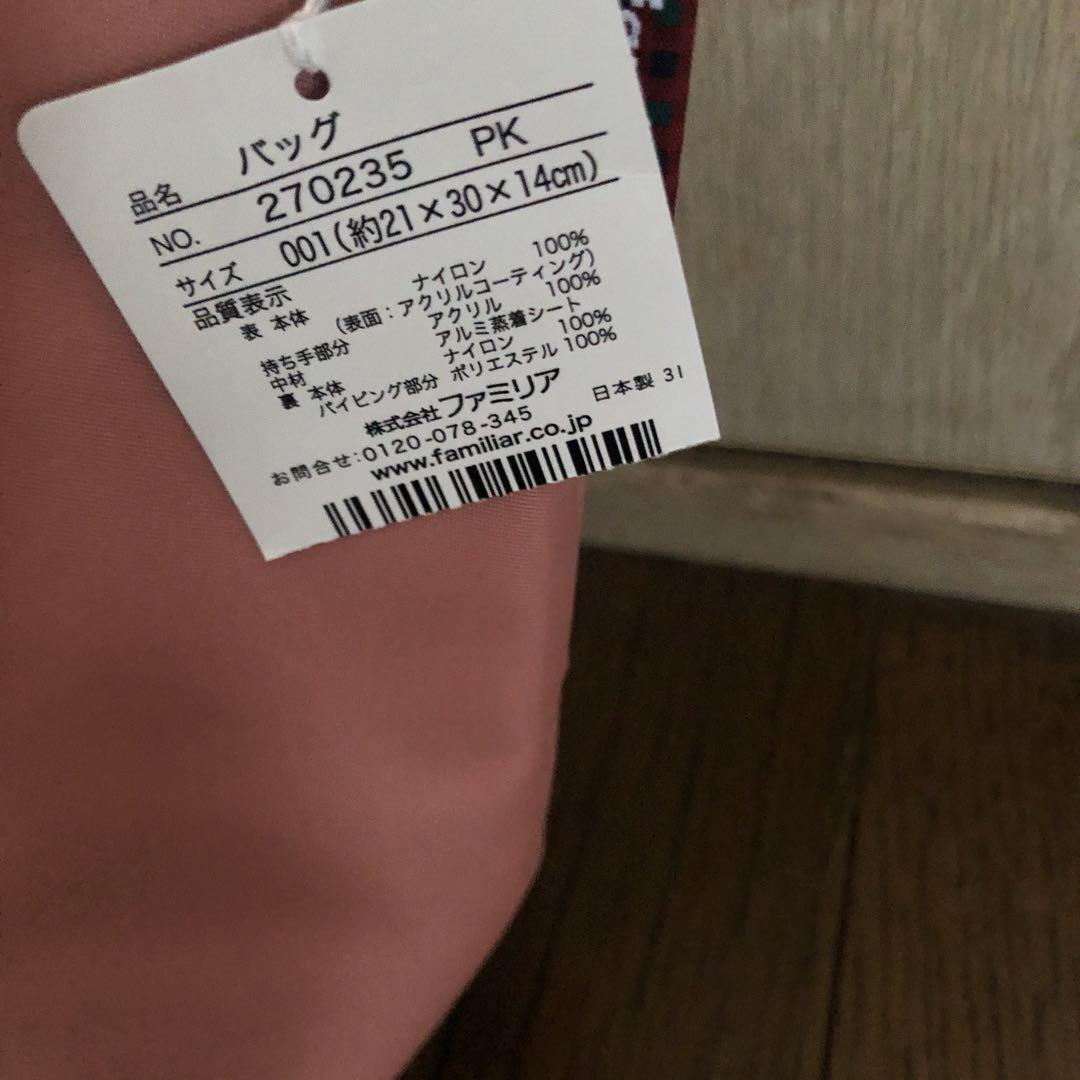 品名 バッグ
NO. 270235 PK
サイズ 001(約21×30×14cm)
品質表示
表 本体 ナイロン 100%
(表面:アクリルコーティング)
持ち手部分 アクリル 100%
中材 アルミ蒸着シート
裏 本体 ナイロン 100%
パイピング部分 ポリエステル 100%
株式会社ファミリア 日本製 31
お問合せ:0120-078-345
www.familiar.co.jp